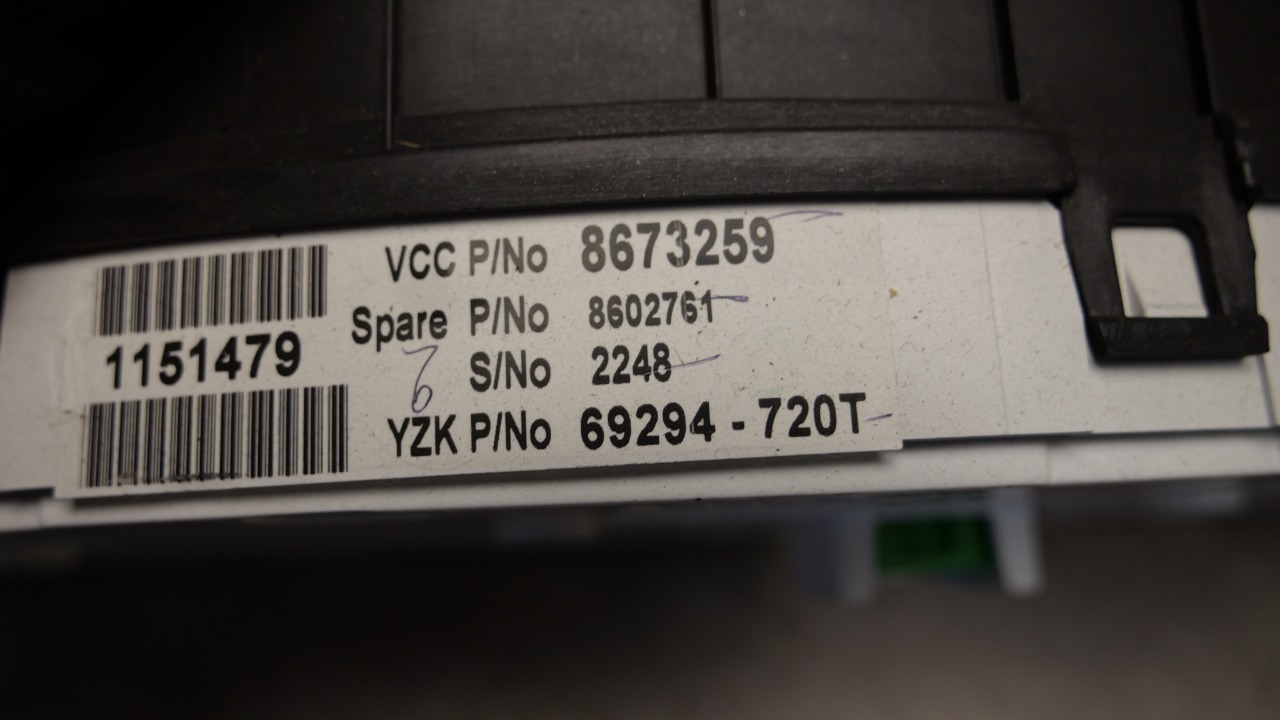 VCC P/No 8673259
Spare P/No 8602761
1151479
S/No 2248
6
YZK P/No 69294 - 720T